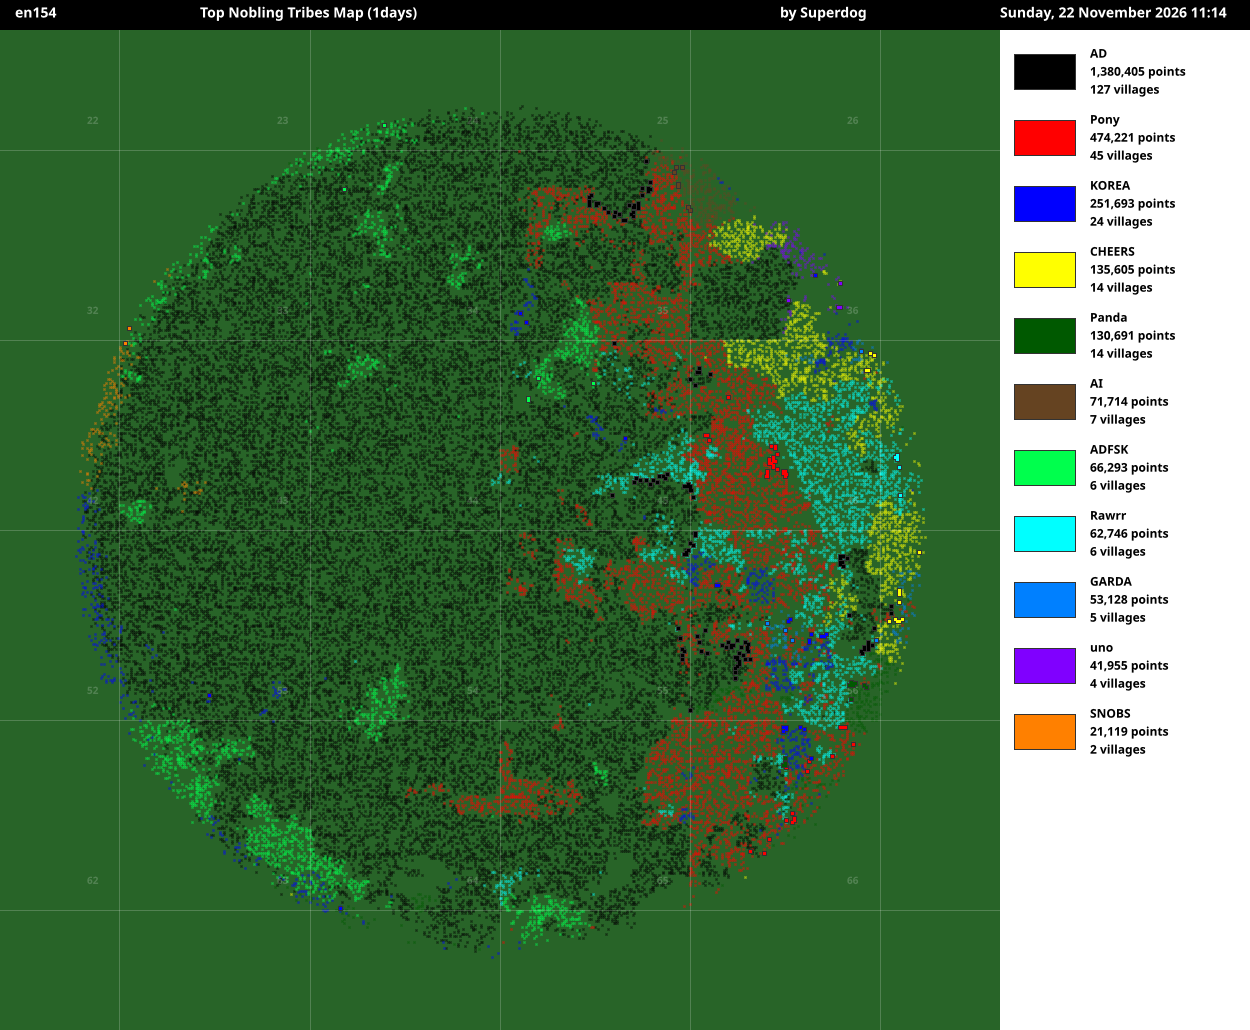 en154 Top Nobling Tribes Map (1days) by Superdog Sunday, 22 November 2026 11:14
AD
1,380,405 points
127 villages
Pony
474,221 points
45 villages
KOREA
251,693 points
24 villages
CHEERS
135,605 points
14 villages
Panda
130,691 points
14 villages
AI
71,714 points
7 villages
ADFSK
66,293 points
6 villages
Rawrr
62,746 points
6 villages
GARDA
53,128 points
5 villages
uno
41,955 points
4 villages
SNOBS
21,119 points
2 villages
22 23 25 26
32 35 36
52 55
62 65 66